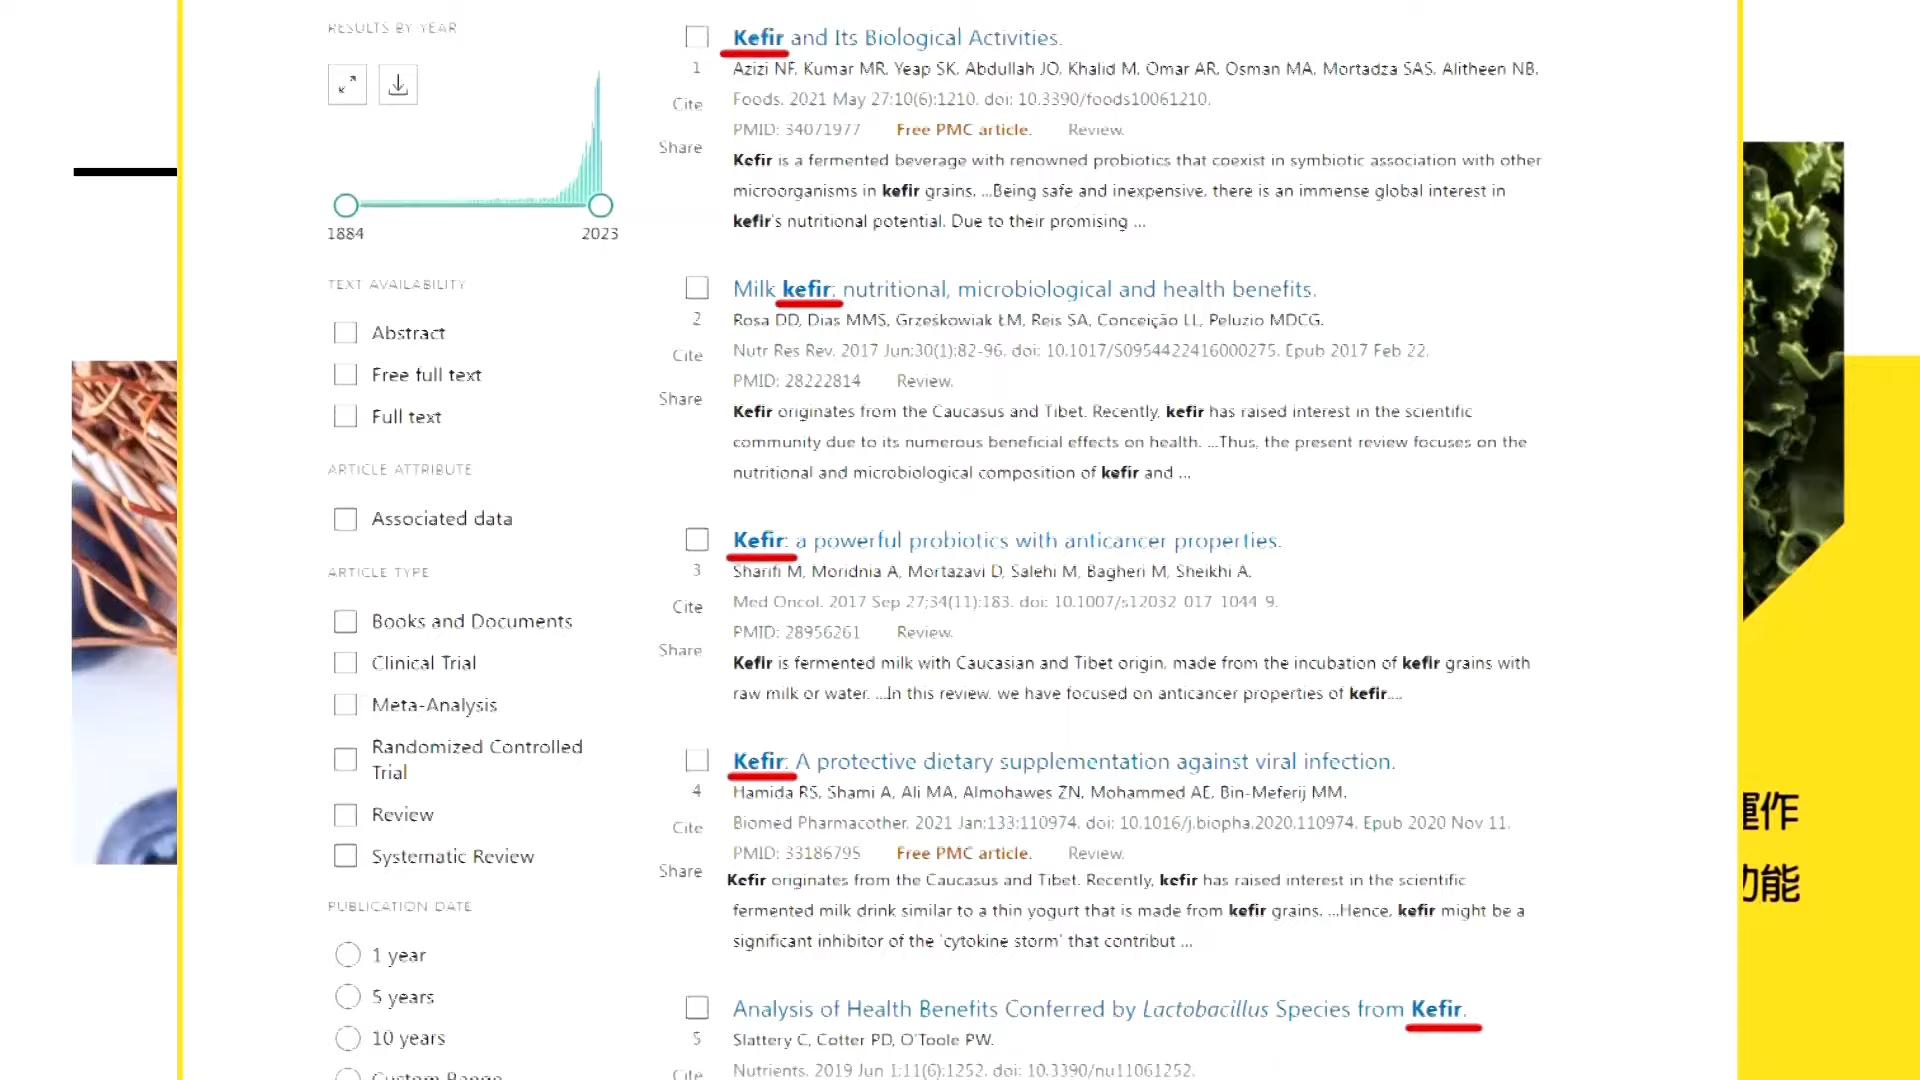 RESULTS BY YEAR
1884
2023
TEXT AVAILABILITY
Abstract
Free full text
Full text
ARTICLE ATTRIBUTE
Associated data
ARTICLE TYPE
Books and Documents
Clinical Trial
Meta-Analysis
Randomized Controlled
Trial
Review
Systematic Review
PUBLICATION DATE
1 year
5 years
10 years
Custom Range
Kefir and Its Biological Activities.
1
Azizi NF, Kumar MR, Yeap SK, Abdullah JO, Khalid M, Omar AR, Osman MA, Mortadza SAS, Alitheen NB.
Cite
Foods. 2021 May 27;10(6):1210. doi: 10.3390/foods10061210.
PMID: 34071977 Free PMC article. Review.
Share
Kefir is a fermented beverage with renowned probiotics that coexist in symbiotic association with other
microorganisms in kefir grains. ...Being safe and inexpensive, there is an immense global interest in
kefir's nutritional potential. Due to their promising ...
Milk kefir: nutritional, microbiological and health benefits.
2
Rosa DD, Dias MMS, Grześkowiak ŁM, Reis SA, Conceição LL, Peluzio MDCG.
Cite
Nutr Res Rev. 2017 Jun;30(1):82-96. doi: 10.1017/S0954422416000275. Epub 2017 Feb 22.
PMID: 28222814 Review.
Share
Kefir originates from the Caucasus and Tibet. Recently, kefir has raised interest in the scientific
community due to its numerous beneficial effects on health. ...Thus, the present review focuses on the
nutritional and microbiological composition of kefir and ...
Kefir: a powerful probiotics with anticancer properties.
3
Sharifi M, Moridnia A, Mortazavi D, Salehi M, Bagheri M, Sheikhi A.
Cite
Med Oncol. 2017 Sep 27;34(11):183. doi: 10.1007/s12032-017-1044-9.
PMID: 28956261 Review.
Share
Kefir is fermented milk with Caucasian and Tibet origin, made from the incubation of kefir grains with
raw milk or water. ...In this review, we have focused on anticancer properties of kefir....
Kefir: A protective dietary supplementation against viral infection.
4
Hamida RS, Shami A, Ali MA, Almohawes ZN, Mohammed AE, Bin-Meferij MM.
Cite
Biomed Pharmacother. 2021 Jan;133:110974. doi: 10.1016/j.biopha.2020.110974. Epub 2020 Nov 11.
PMID: 33186795 Free PMC article. Review.
Share
Kefir originates from the Caucasus and Tibet. Recently, kefir has raised interest in the scientific
fermented milk drink similar to a thin yogurt that is made from kefir grains. ...Hence, kefir might be a
significant inhibitor of the 'cytokine storm' that contribut ...
Analysis of Health Benefits Conferred by Lactobacillus Species from Kefir.
5
Slattery C, Cotter PD, O'Toole PW.
Cite
Nutrients. 2019 Jun 1;11(6):1252. doi: 10.3390/nu11061252.
運作
功能